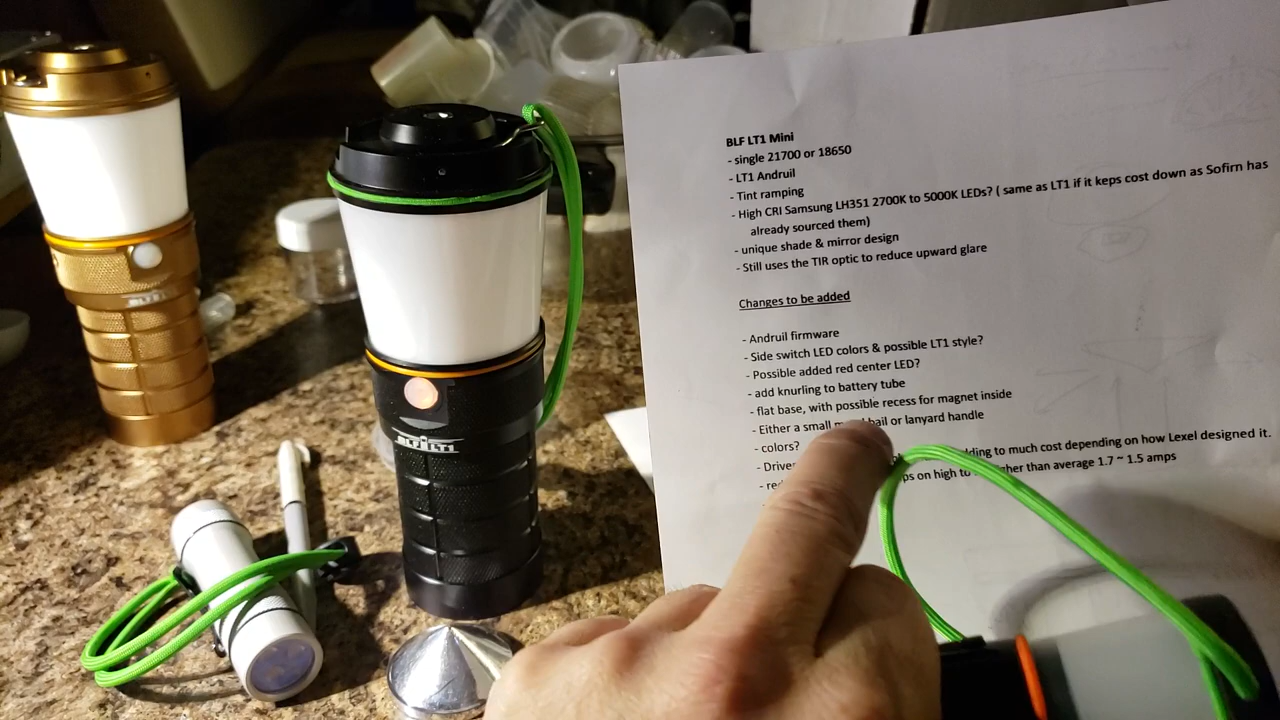 BLF LT1 Mini
- single 21700 or 18650
- LT1 Andruil
- Tint ramping
- High CRI Samsung LH351 2700K to 5000K LEDs? ( same as LT1 if it keps cost down as Sofirn has
already sourced them)
- unique shade & mirror design
- Still uses the TIR optic to reduce upward glare
Changes to be added
- Andruil firmware
- Side switch LED colors & possible LT1 style?
- Possible added red center LED?
- add knurling to battery tube
- flat base, with possible recess for magnet inside
- Either a small bail or lanyard handle
- colors?
- Driver dding to much cost depending on how Lexel designed it.
- re ps on high to her than average 1.7 ~ 1.5 amps
BLF LT1